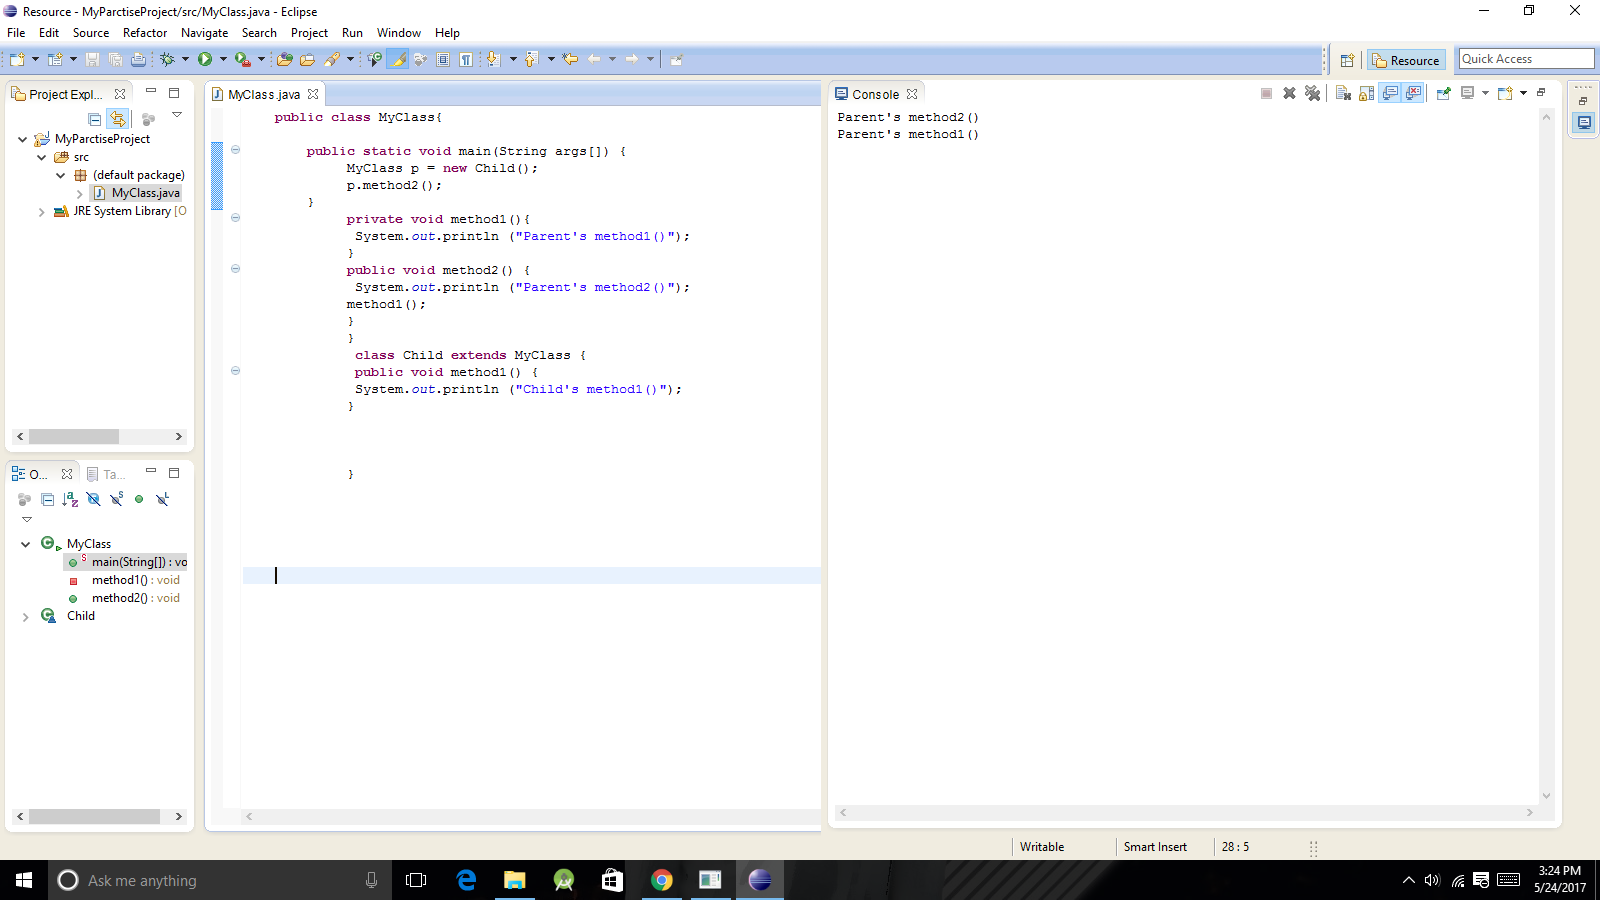 Resource - MyParctiseProject/src/MyClass.java - Eclipse
File Edit Source Refactor Navigate Search Project Run Window Help
Resource
Quick Access
Project Expl...
MyParctiseProject
src
(default package)
MyClass.java
JRE System Library [O
O...
Ta...
MyClass
main(String[]) : vo
method1() : void
method2() : void
Child
MyClass.java
public class MyClass{
public static void main(String args[]) {
MyClass p = new Child();
p.method2();
}
private void method1(){
System.out.println ("Parent's method1()");
}
public void method2() {
System.out.println ("Parent's method2()");
method1();
}
}
class Child extends MyClass {
public void method1() {
System.out.println ("Child's method1()");
}
}
Console
Parent's method2()
Parent's method1()
Writable
Smart Insert
28 : 5
Ask me anything
3:24 PM
5/24/2017